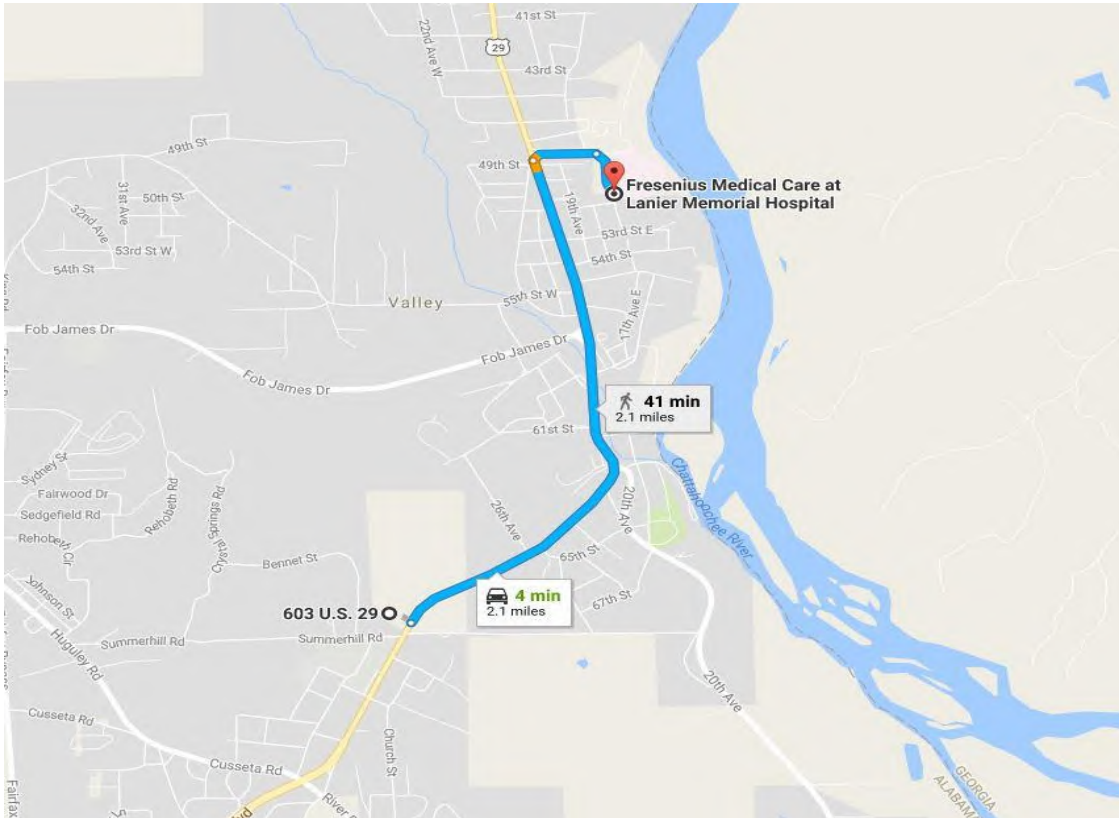 41st St
22nd Ave W
29
43rd St
49th St
49th St
Fresenius Medical Care at
Lanier Memorial Hospital
31st Ave
50th St
19th Ave
32nd Ave
53rd St W
53rd St E
54th St
54th St
Valley
55th St W
17th Ave E
Fob James Dr
Fob James Dr
Fob James Dr
41 min
2.1 miles
61st St
Sydney St
Chattahoochee River
Fairwood Dr
Rehobeth Rd
Crystal Springs Rd
26th Ave
20th Ave
Sedgefield Rd
Rehobeth Cir
65th St
Bennet St
4 min
2.1 miles
67th St
Johnson St
603 U.S. 29
Summerhill Rd
Summerhill Rd
Huguley Rd
20th Ave
Cusseta Rd
Church St
Cusseta Rd
GEORGIA
ALABAMA
Fairfax
River